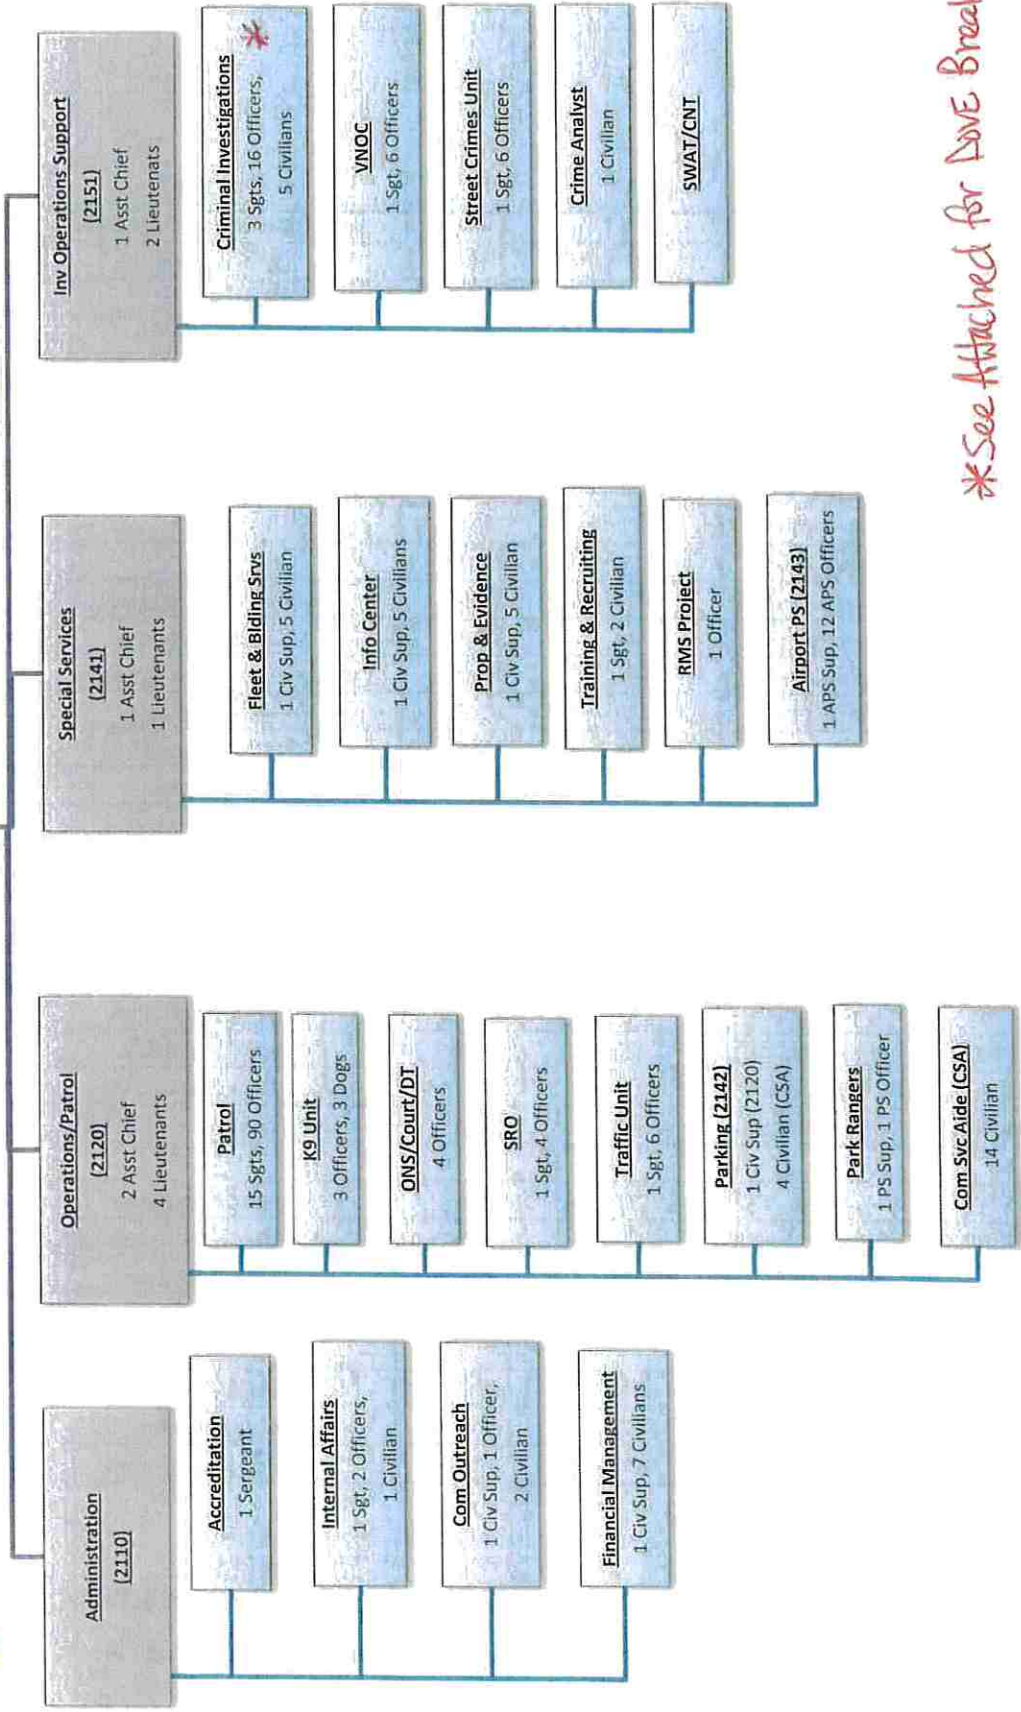 Administration
(2110)
Accreditation
1 Sergeant
Internal Affairs
1 Sgt, 2 Officers,
1 Civilian
Com Outreach
1 Civ Sup, 1 Officer,
2 Civilian
Financial Management
1 Civ Sup, 7 Civilians
Operations/Patrol
(2120)
2 Asst Chief
4 Lieutenants
Patrol
15 Sgts, 90 Officers
K9 Unit
3 Officers, 3 Dogs
ONS/Court/DT
4 Officers
SRO
1 Sgt, 4 Officers
Traffic Unit
1 Sgt, 6 Officers
Parking (2142)
1 Civ Sup (2120)
4 Civilian (CSA)
Park Rangers
1 PS Sup, 1 PS Officer
Com Svc Aide (CSA)
14 Civilian
Special Services
(2141)
1 Asst Chief
1 Lieutenants
Fleet & Blding Srvs
1 Civ Sup, 5 Civilian
Info Center
1 Civ Sup, 5 Civilians
Prop & Evidence
1 Civ Sup, 5 Civilian
Training & Recruiting
1 Sgt, 2 Civilian
RMS Project
1 Officer
Airport PS (2143)
1 APS Sup, 12 APS Officers
Inv Operations Support
(2151)
1 Asst Chief
2 Lieutenats
Criminal Investigations
3 Sgts, 16 Officers, *
5 Civilians
VNOC
1 Sgt, 6 Officers
Street Crimes Unit
1 Sgt, 6 Officers
Crime Analyst
1 Civilian
SWAT/CNT
*See Attached for DOVE